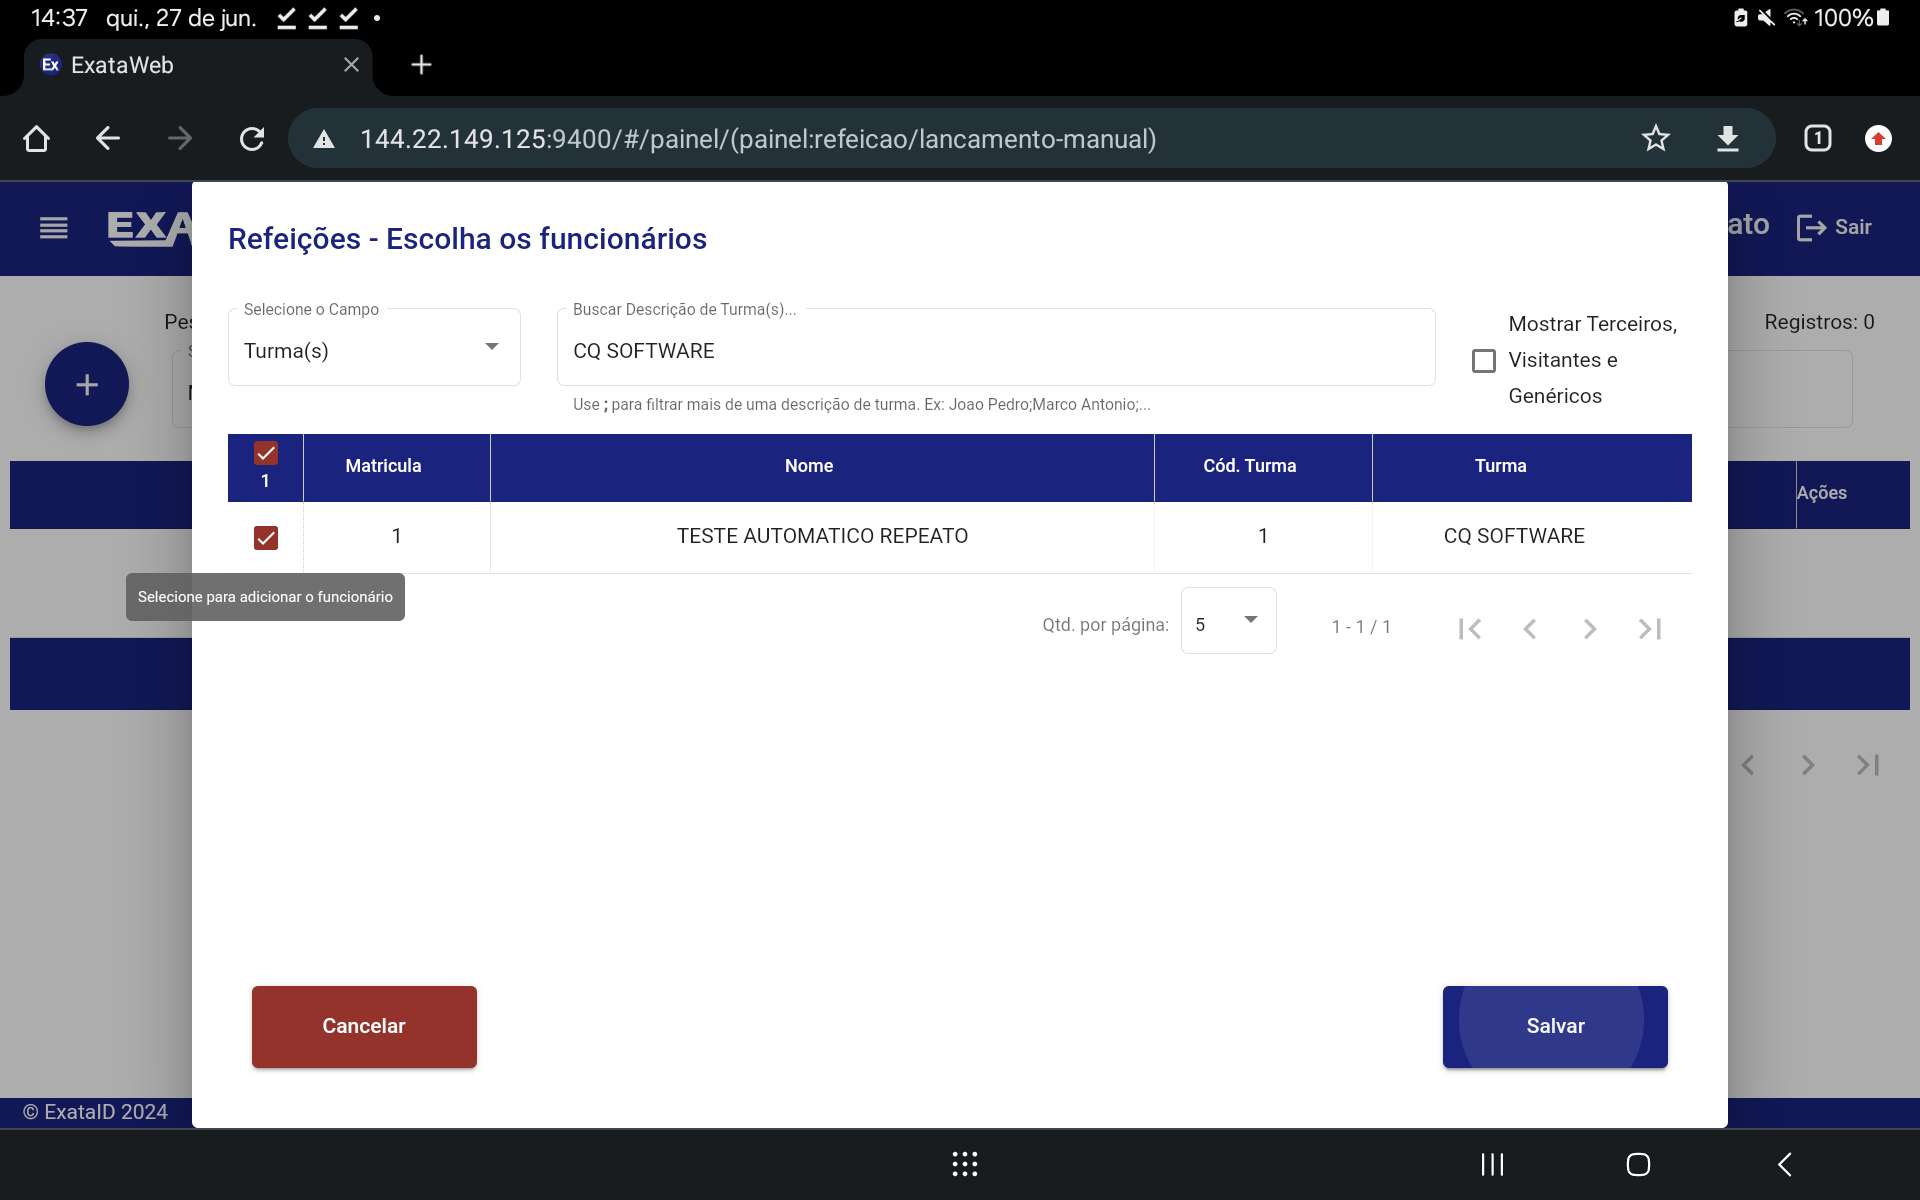 14:37 qui., 27 de jun.
100%
Ex ExataWeb
144.22.149.125:9400/#/painel/(painel:refeicao/lancamento-manual)
1
EXA
ato
Sair
Refeições - Escolha os funcionários
Selecione o Campo
Turma(s)
Buscar Descrição de Turma(s)...
CQ SOFTWARE
Use ; para filtrar mais de uma descrição de turma. Ex: Joao Pedro;Marco Antonio;...
Mostrar Terceiros,
Visitantes e
Genéricos
Pes
Registros: 0
1 Matricula Nome Cód. Turma Turma
Ações
1 TESTE AUTOMATICO REPEATO 1 CQ SOFTWARE
Selecione para adicionar o funcionário
Qtd. por página: 5 1 - 1 / 1
Cancelar
Salvar
© ExataID 2024